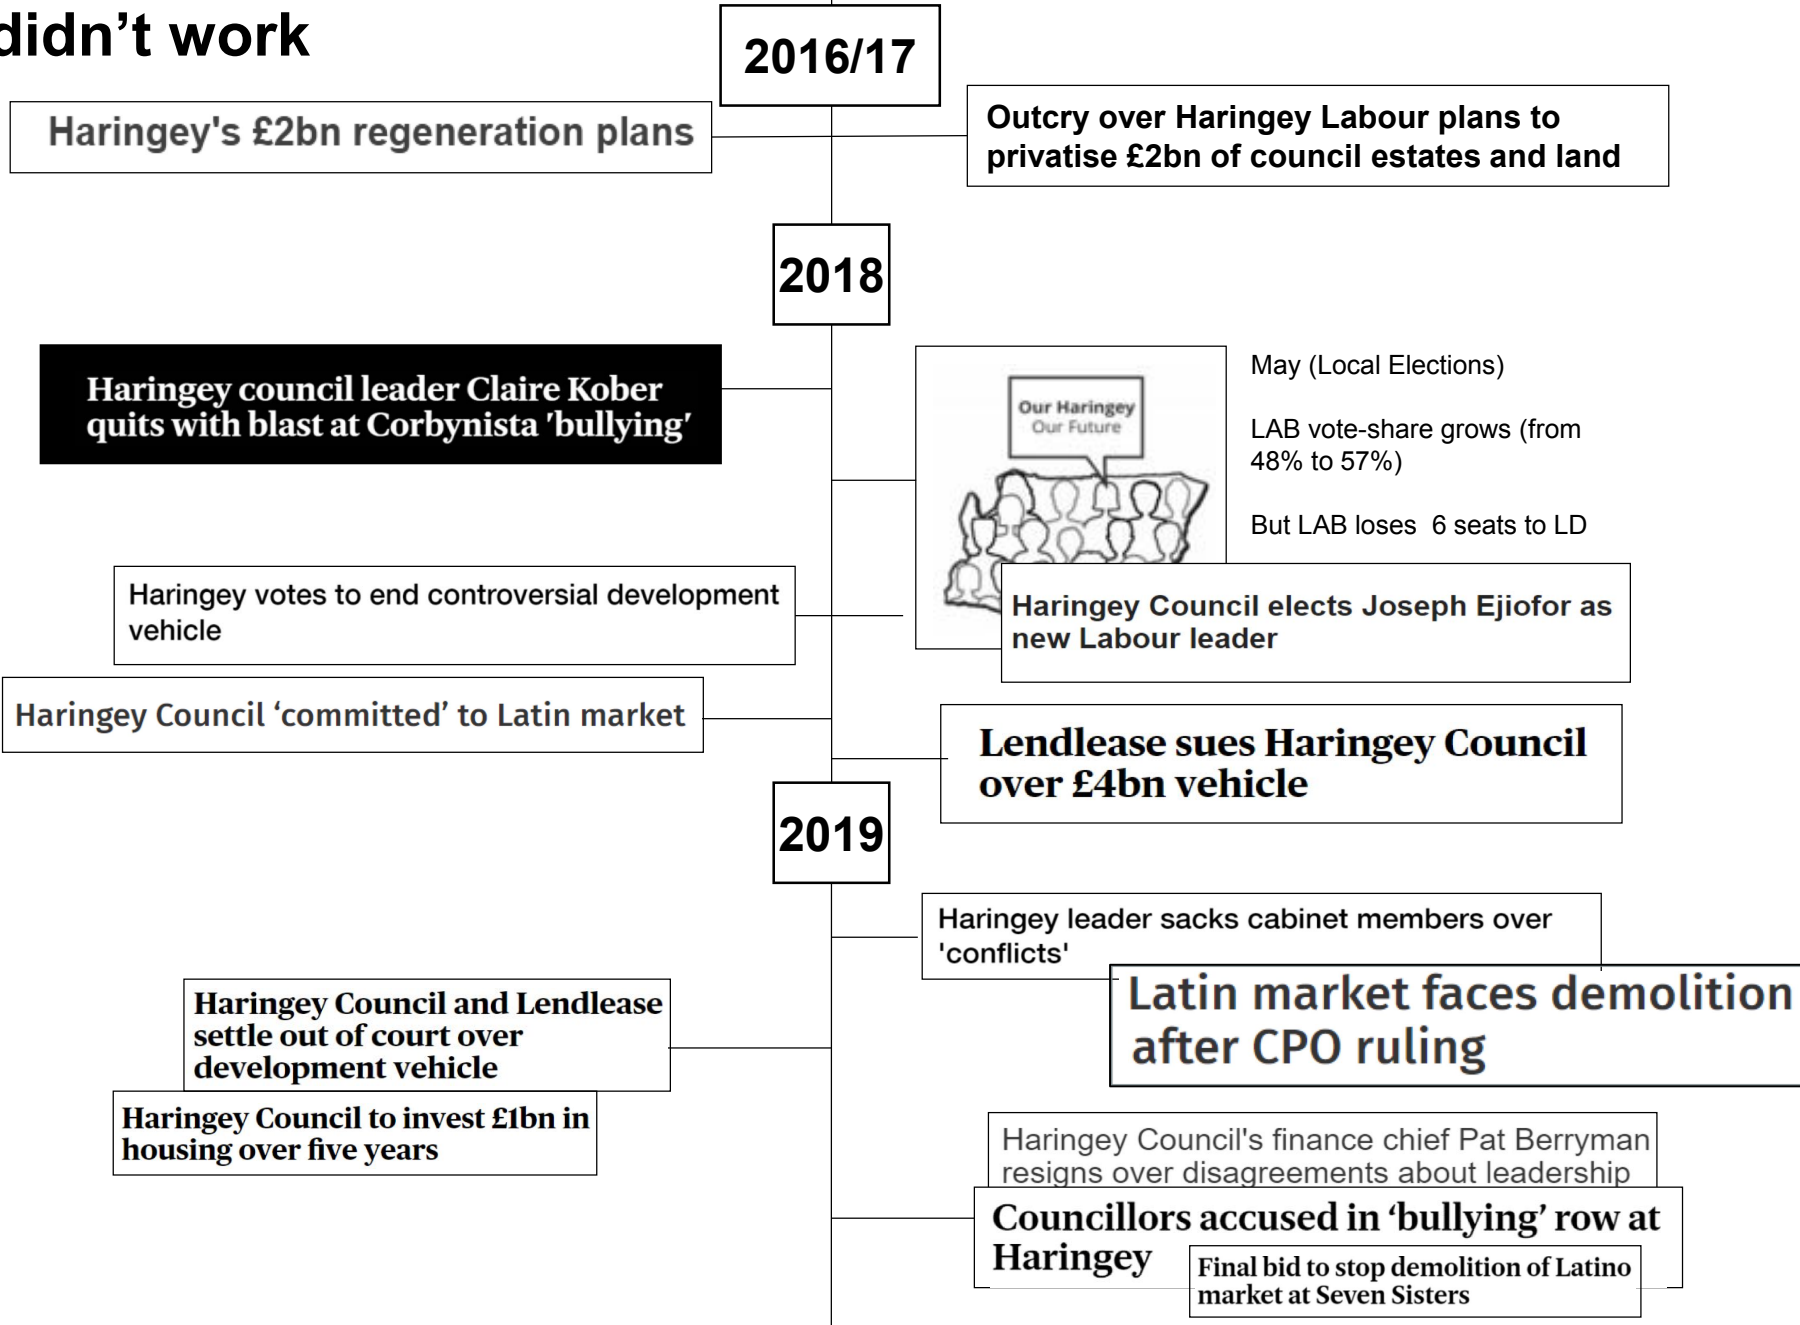 didn’t work
2016/17
Haringey's £2bn regeneration plans
Outcry over Haringey Labour plans to
privatise £2bn of council estates and land
2018
Haringey council leader Claire Kober
quits with blast at Corbynista 'bullying'
Our Haringey
Our Future
May (Local Elections)
LAB vote-share grows (from
48% to 57%)
But LAB loses 6 seats to LD
Haringey votes to end controversial development
vehicle
Haringey Council elects Joseph Ejiofor as
new Labour leader
Haringey Council ‘committed’ to Latin market
Lendlease sues Haringey Council
over £4bn vehicle
2019
Haringey leader sacks cabinet members over
'conflicts'
Latin market faces demolition
after CPO ruling
Haringey Council and Lendlease
settle out of court over
development vehicle
Haringey Council to invest £1bn in
housing over five years
Haringey Council's finance chief Pat Berryman
resigns over disagreements about leadership
Councillors accused in ‘bullying’ row at
Haringey
Final bid to stop demolition of Latino
market at Seven Sisters